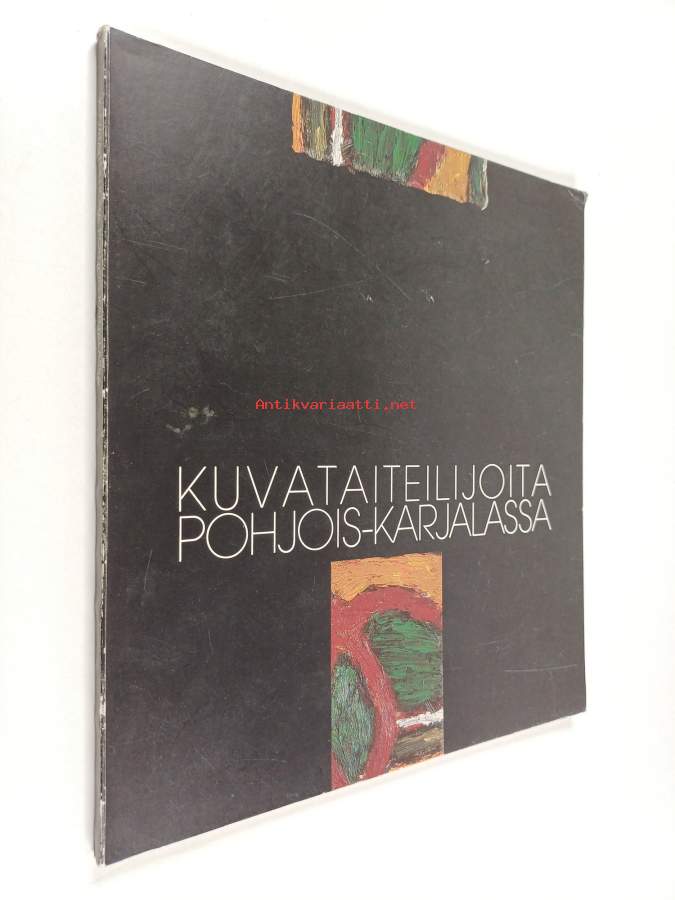 Antikvariaatti.net
KUVATAITEILIJOITA
POHJOIS-KARJALASSA